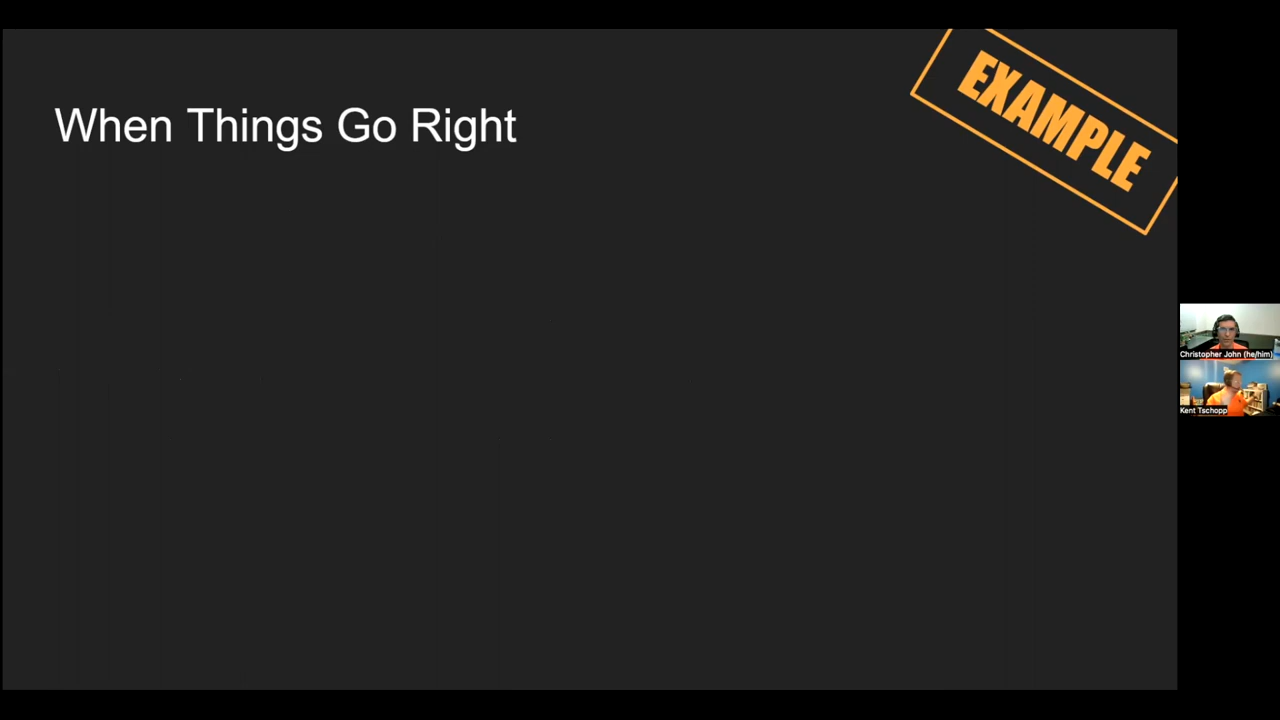 When Things Go Right
EXAMPLE
Christopher John (he/him)
Kent Tschopp